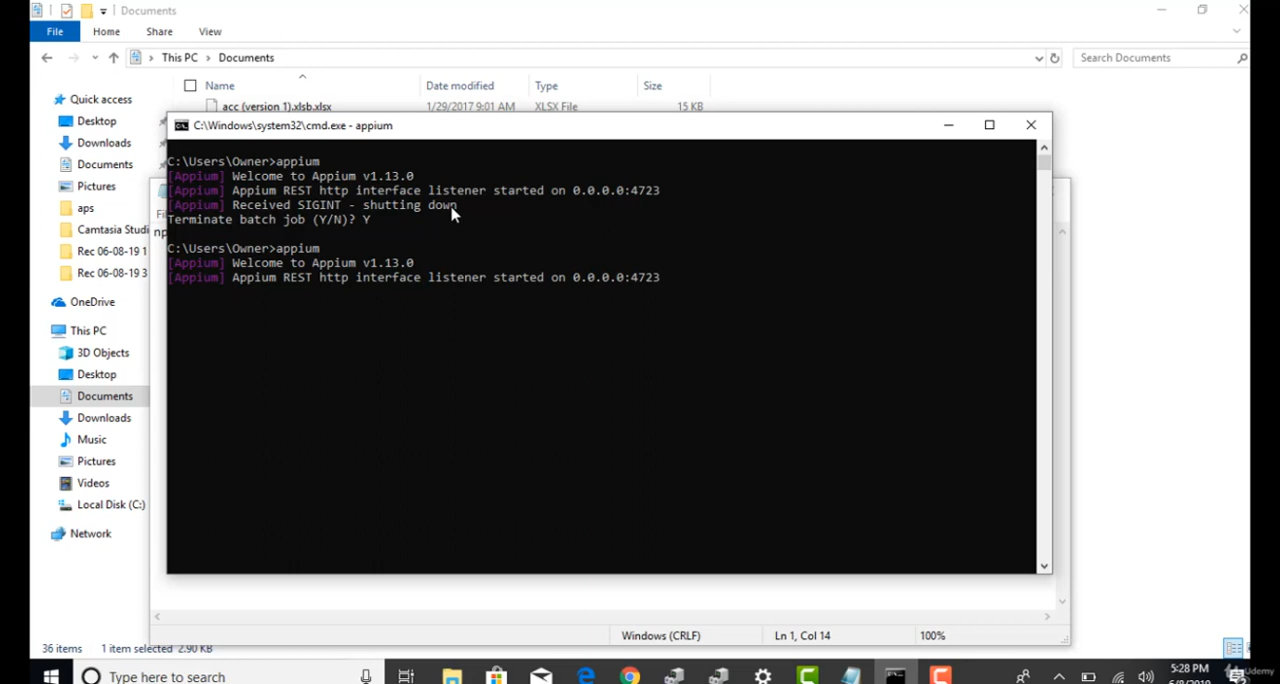 Documents
File Home Share View
This PC > Documents
Search Documents
Name Date modified Type Size
acc (version 1).xlsb.xlsx 1/29/2017 9:01 AM XLSX File 15 KB
Quick access
Desktop
Downloads
Documents
Pictures
aps
Camtasia Studi
Rec 06-08-19 1
Rec 06-08-19 3
OneDrive
This PC
3D Objects
Desktop
Documents
Downloads
Music
Pictures
Videos
Local Disk (C:)
Network
C:\Windows\system32\cmd.exe - appium
C:\Users\Owner>appium
[Appium] Welcome to Appium v1.13.0
[Appium] Appium REST http interface listener started on 0.0.0.0:4723
[Appium] Received SIGINT - shutting down
Terminate batch job (Y/N)? Y
C:\Users\Owner>appium
[Appium] Welcome to Appium v1.13.0
[Appium] Appium REST http interface listener started on 0.0.0.0:4723
Windows (CRLF) Ln 1, Col 14 100%
36 items 1 item selected 2.90 KB
Type here to search
5:28 PM
6/8/2019
Udemy